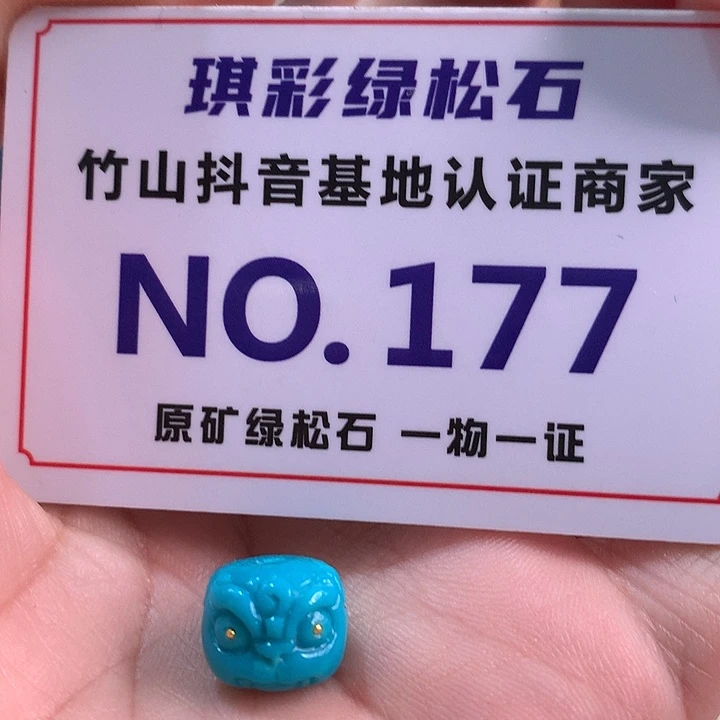 琪彩绿松石
竹山抖音基地认证商家
NO.177
原矿绿松石 一物一证